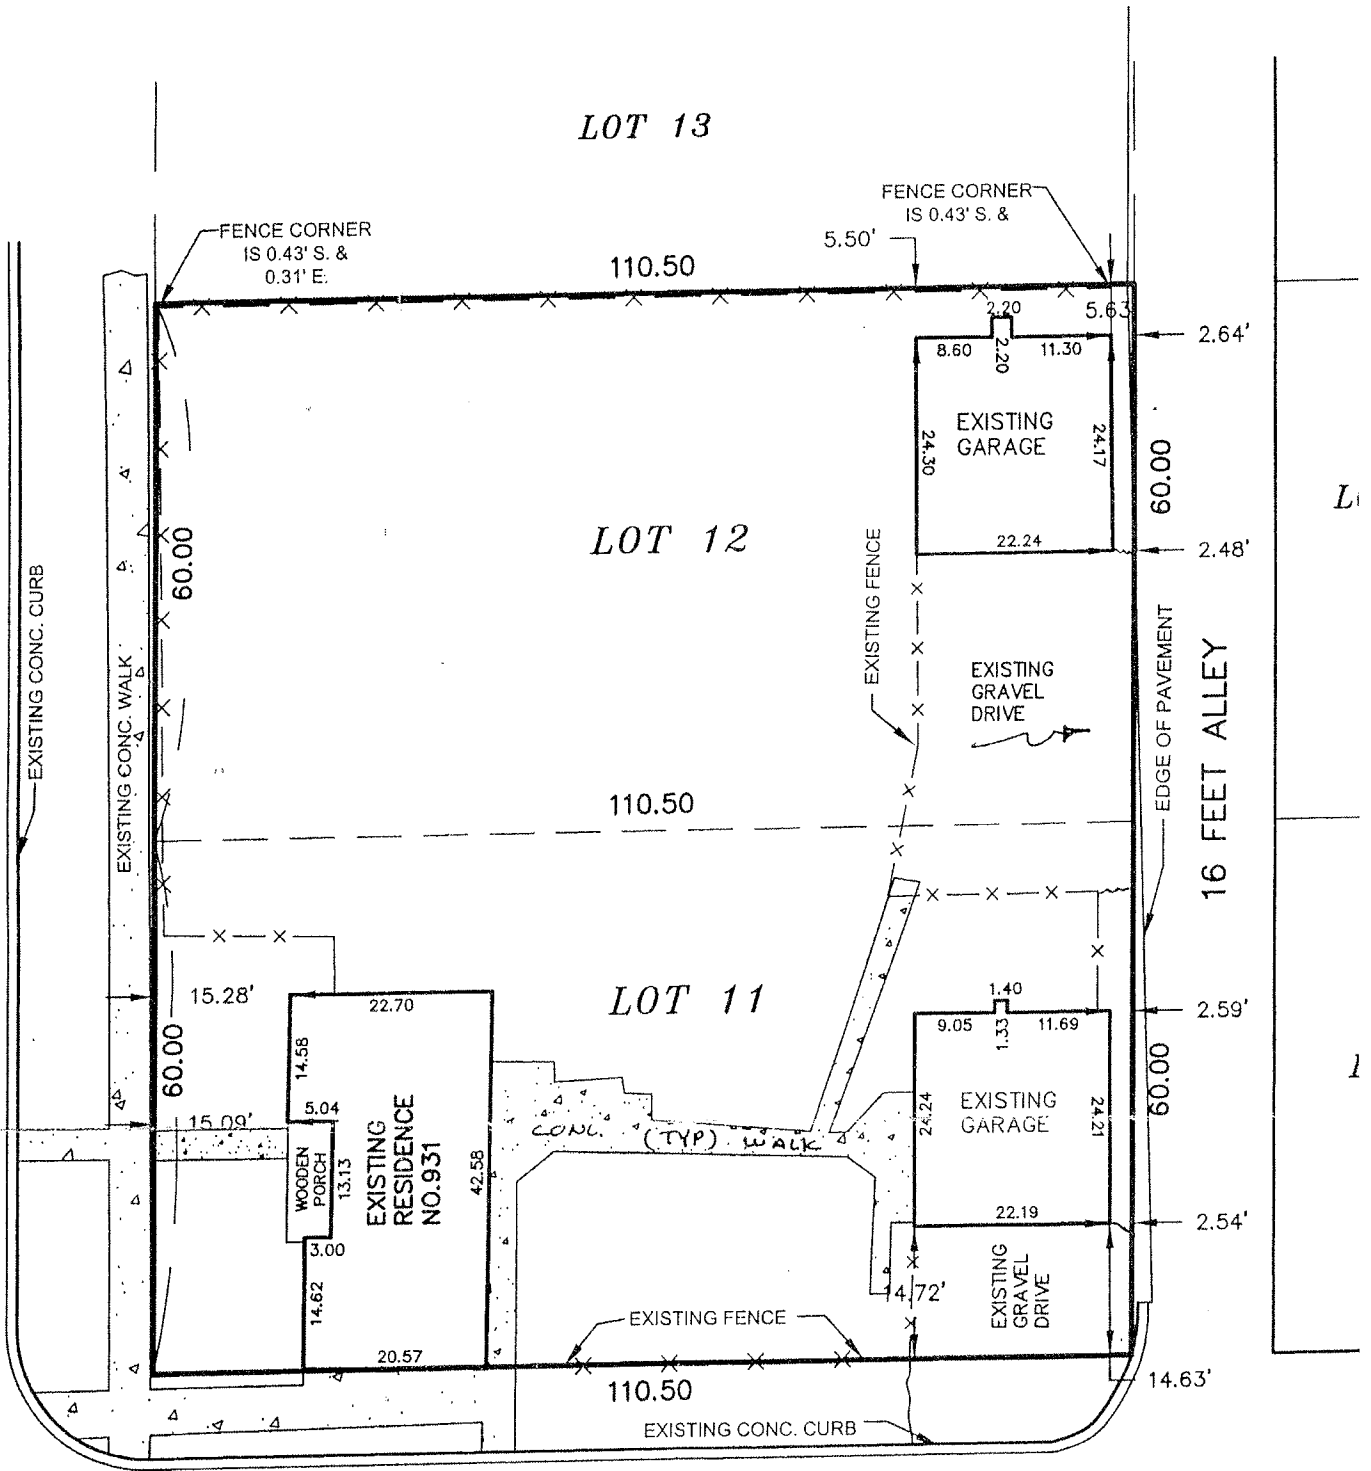 LOT 13
FENCE CORNER
IS 0.43' S. &
0.31' E.
FENCE CORNER
IS 0.43' S. &
5.50'
110.50
5.63
2.20
2.64'
8.60
2.20
11.30
EXISTING
GARAGE
24.30
24.17
60.00
22.24
2.48'
LOT 12
60.00
EXISTING FENCE
EXISTING CONC. CURB
EXISTING CONC. WALK
EXISTING
GRAVEL
DRIVE
EDGE OF PAVEMENT
16 FEET ALLEY
110.50
LOT 11
15.28'
22.70
14.58
60.00
15.09'
5.04
WOODEN
PORCH
13.13
EXISTING
RESIDENCE
NO.931
42.58
3.00
14.62
20.57
CONC. (TYP) WALK
1.40
9.05
1.33
11.69
2.59'
EXISTING
GARAGE
24.24
24.21
60.00
22.19
2.54'
14.72'
EXISTING
GRAVEL
DRIVE
EXISTING FENCE
14.63'
110.50
EXISTING CONC. CURB